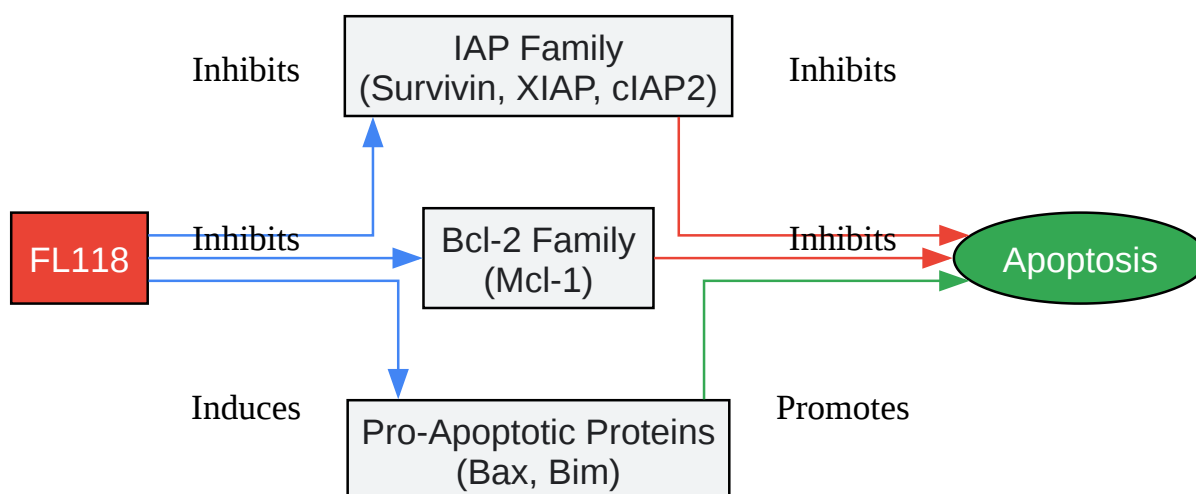 IAP Family
(Survivin, XIAP, cIAP2)
Inhibits
Inhibits
FL118
Inhibits
Bcl-2 Family
(Mcl-1)
Inhibits
Apoptosis
Induces
Promotes
Pro-Apoptotic Proteins
(Bax, Bim)